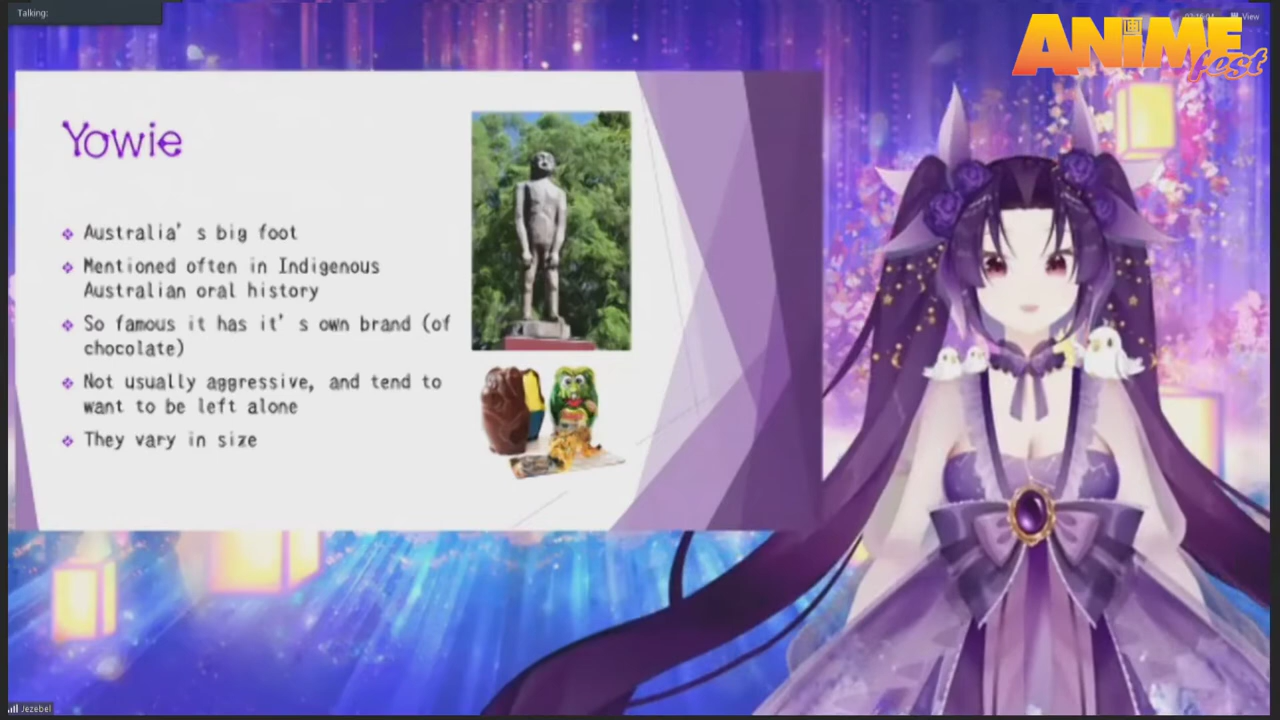 Talking:
View
ANiME
fest
Yowie
Australia's big foot
Mentioned often in Indigenous
Australian oral history
So famous it has it's own brand (of
chocolate)
Not usually aggressive, and tend to
want to be left alone
They vary in size
Jezebel